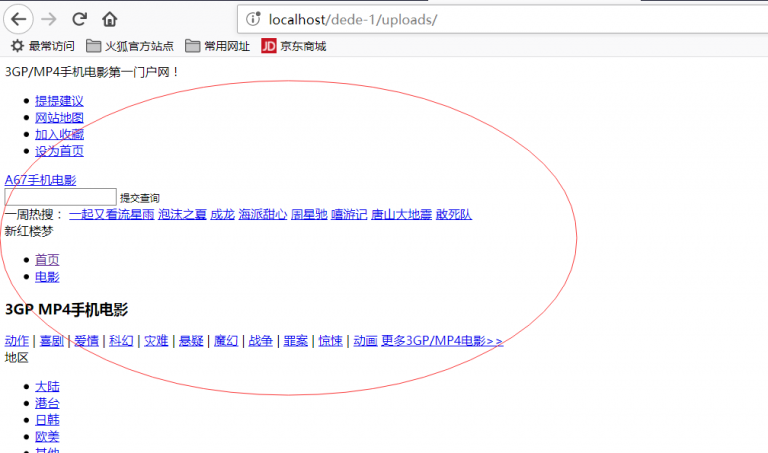 localhost/dede-1/uploads/
最常访问 火狐官方站点 常用网址 JD 京东商城
3GP/MP4手机电影第一门户网！
提提建议
网站地图
加入收藏
设为首页
A67手机电影
提交查询
一周热搜： 一起又看流星雨 泡沫之夏 成龙 海派甜心 周星驰 嘻游记 唐山大地震 敢死队
新红楼梦
首页
电影
3GP MP4手机电影
动作 | 喜剧 | 爱情 | 科幻 | 灾难 | 悬疑 | 魔幻 | 战争 | 罪案 | 惊悚 | 动画 更多3GP/MP4电影>>
地区
大陆
港台
日韩
欧美
其他